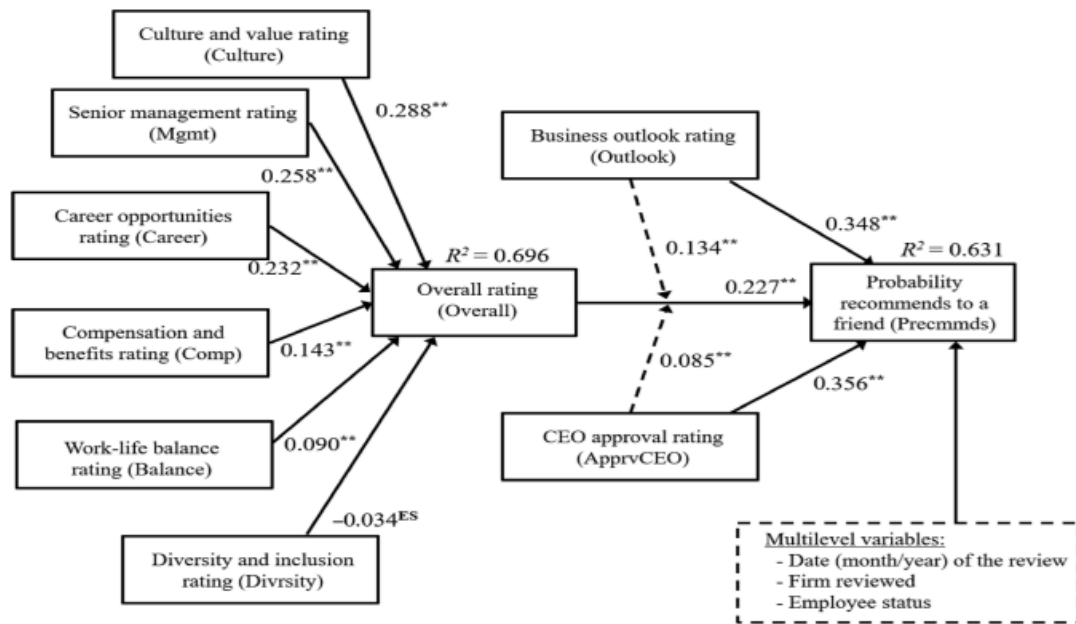 Culture and value rating
(Culture)
Senior management rating
(Mgmt)
Career opportunities
rating (Career)
Compensation and
benefits rating (Comp)
Work-life balance
rating (Balance)
Diversity and inclusion
rating (Divrsity)
0.288**
0.258**
0.232**
0.143**
0.090**
–0.034ES
R² = 0.696
Overall rating
(Overall)
Business outlook rating
(Outlook)
0.134**
0.348**
0.227**
0.085**
0.356**
CEO approval rating
(ApprvCEO)
R² = 0.631
Probability
recommends to a
friend (Precmmds)
Multilevel variables:
- Date (month/year) of the review
- Firm reviewed
- Employee status